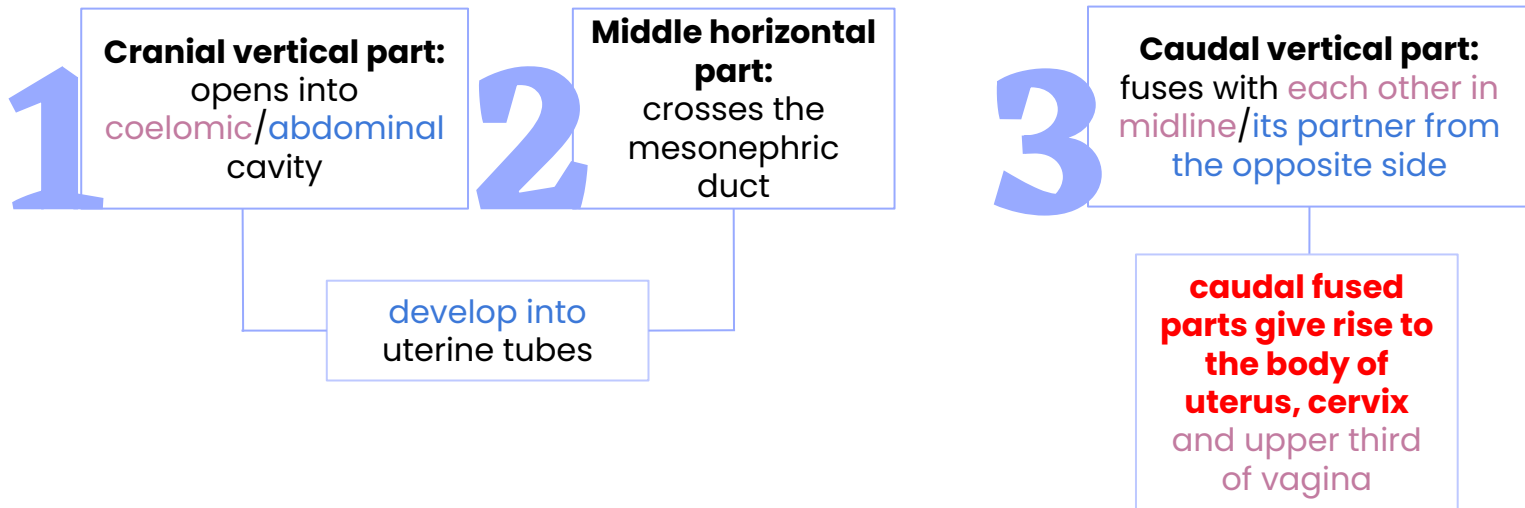 1
Cranial vertical part:
opens into
coelomic/abdominal
cavity
2
Middle horizontal
part:
crosses the
mesonephric
duct
develop into
uterine tubes
3
Caudal vertical part:
fuses with each other in
midline/its partner from
the opposite side
caudal fused
parts give rise to
the body of
uterus, cervix
and upper third
of vagina